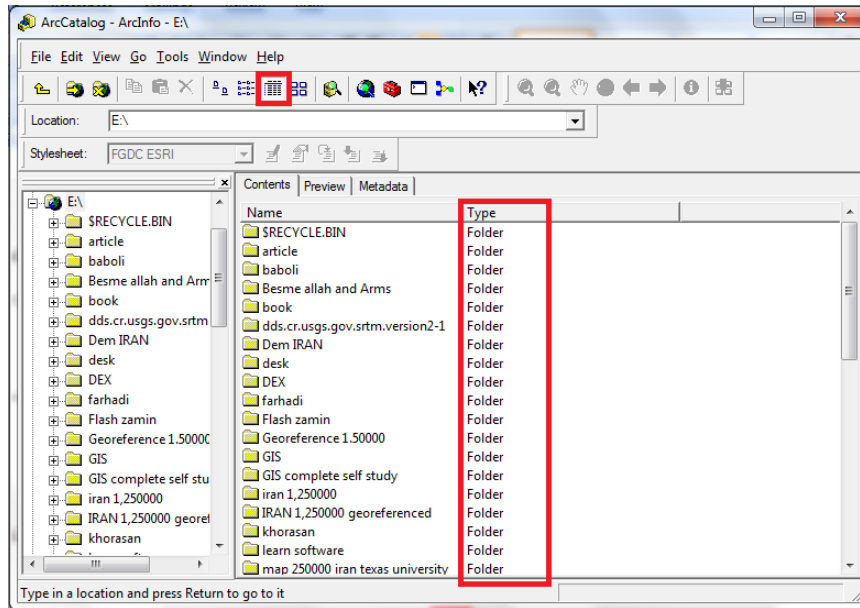 ArcCatalog - ArcInfo - E:\
File Edit View Go Tools Window Help
Location: E:\
Stylesheet: FGDC ESRI
Contents Preview Metadata
E:\
$RECYCLE.BIN
article
baboli
Besme allah and Arm
book
dds.cr.usgs.gov.srtm
Dem IRAN
desk
DEX
farhadi
Flash zamin
Georeference 1.50000
GIS
GIS complete self stu
iran 1,250000
IRAN 1,250000 georef
khorasan
Name Type
$RECYCLE.BIN Folder
article Folder
baboli Folder
Besme allah and Arms Folder
book Folder
dds.cr.usgs.gov.srtm.version2-1 Folder
Dem IRAN Folder
desk Folder
DEX Folder
farhadi Folder
Flash zamin Folder
Georeference 1.50000 Folder
GIS Folder
GIS complete self study Folder
iran 1,250000 Folder
IRAN 1,250000 georeferenced Folder
khorasan Folder
learn software Folder
map 250000 iran texas university Folder
Type in a location and press Return to go to it